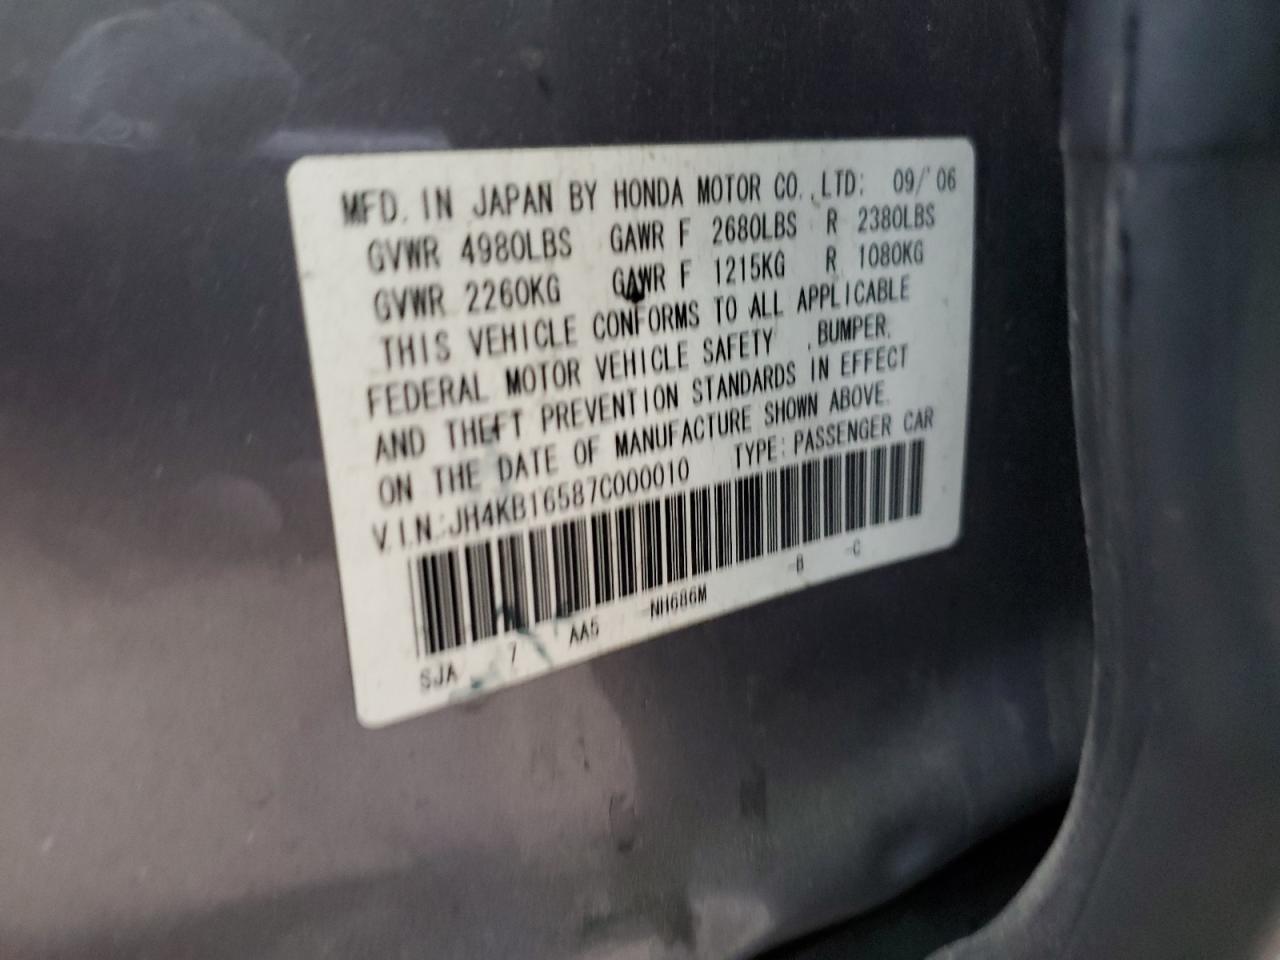 MFD. IN JAPAN BY HONDA MOTOR CO., LTD: 09/'06
GVWR 4980LBS GAWR F 2680LBS R 2380LBS
GVWR 2260KG GAWR F 1215KG R 1080KG
THIS VEHICLE CONFORMS TO ALL APPLICABLE
FEDERAL MOTOR VEHICLE SAFETY , BUMPER,
AND THEFT PREVENTION STANDARDS IN EFFECT
ON THE DATE OF MANUFACTURE SHOWN ABOVE.
V.I.N.:JH4KB16587C000010 TYPE:PASSENGER CAR
SJA 7 AA5 NH686M -B -C